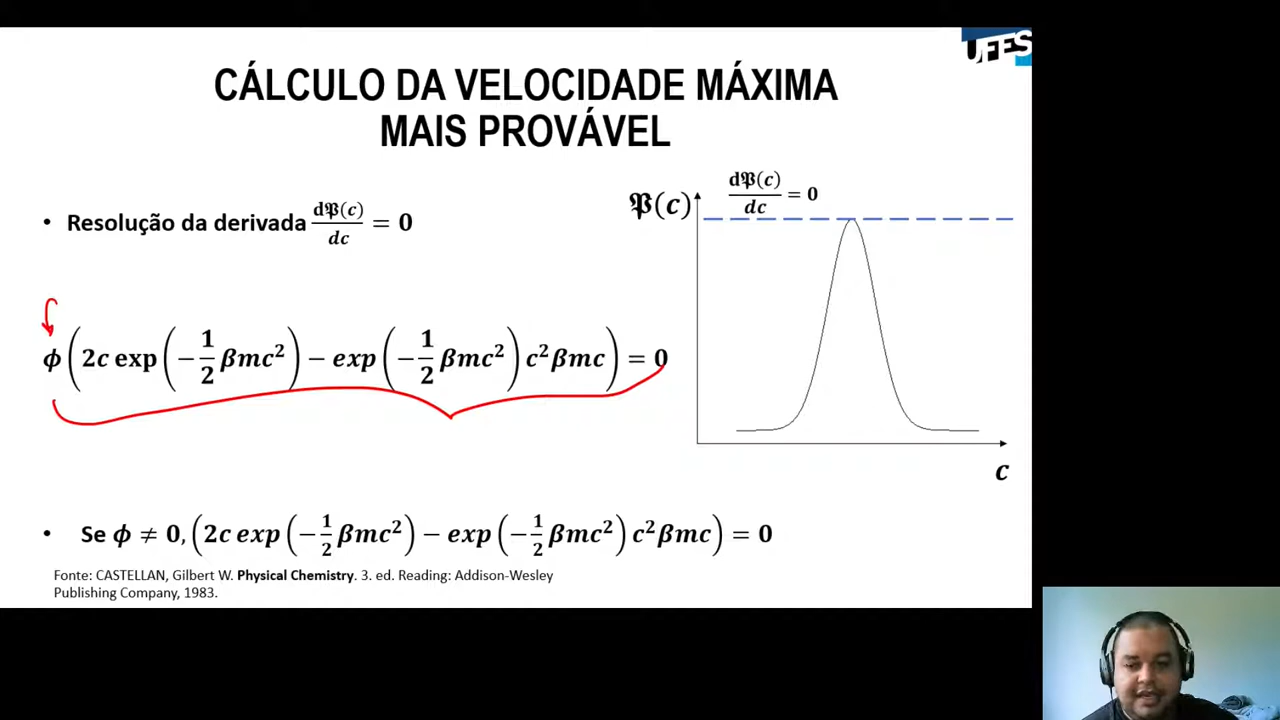 UFES
CÁLCULO DA VELOCIDADE MÁXIMA
MAIS PROVÁVEL
• Resolução da derivada d𝔓(c)/dc = 0
𝔓(c)
d𝔓(c)/dc = 0
ϕ(2c exp(−1/2 βmc²) − exp(−1/2 βmc²) c²βmc) = 0
c
• Se ϕ ≠ 0, (2c exp(−1/2 βmc²) − exp(−1/2 βmc²) c²βmc) = 0
Fonte: CASTELLAN, Gilbert W. Physical Chemistry. 3. ed. Reading: Addison-Wesley
Publishing Company, 1983.